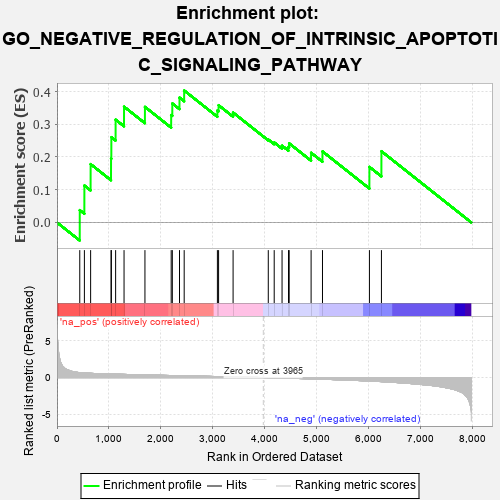 Enrichment plot:
GO_NEGATIVE_REGULATION_OF_INTRINSIC_APOPTOTI
C_SIGNALING_PATHWAY
Enrichment score (ES)
0.4
0.3
0.2
0.1
0.0
'na_pos' (positively correlated)
Ranked list metric (PreRanked)
5
0
-5
Zero cross at 3965
'na_neg' (negatively correlated)
0 1,000 2,000 3,000 4,000 5,000 6,000 7,000 8,000
Rank in Ordered Dataset
Enrichment profile Hits Ranking metric scores